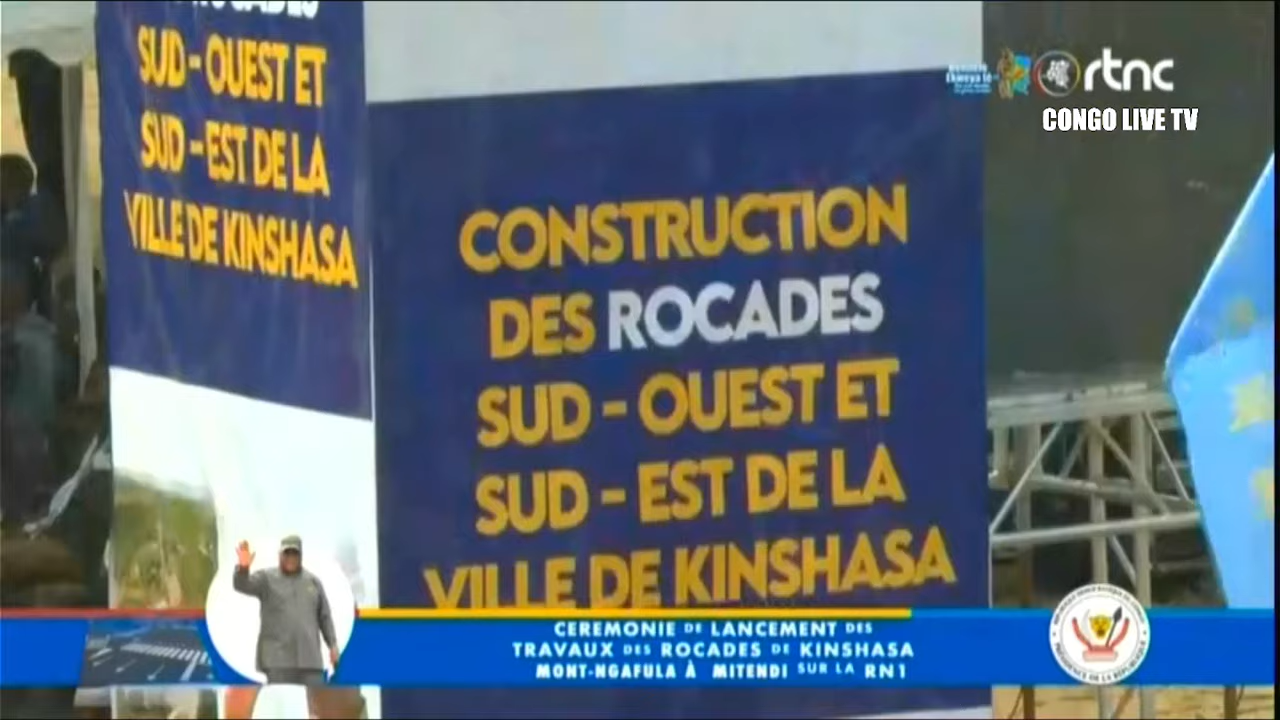 ROCADES
SUD - OUEST ET
SUD - EST DE LA
VILLE DE KINSHASA
CONSTRUCTION
DES ROCADES
SUD - OUEST ET
SUD - EST DE LA
VILLE DE KINSHASA
rtnc
CONGO LIVE TV
CEREMONIE DE LANCEMENT DES
TRAVAUX DES ROCADES DE KINSHASA
MONT-NGAFULA À MITENDI SUR LA RN1